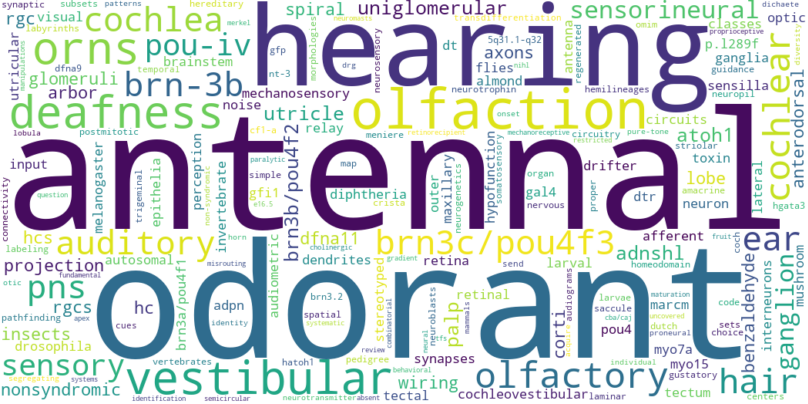 synaptic subsets patterns hereditary
visual cochlea merkel
rgc labyrinths
orns pou-iv
utricular dfna9 temporal brainstem
glomeruli
arbor brn-3b
deafness
hearing
spiral uniglomerular
neuromasts transdifferentiation
morphologies gfp drg nt-3
neurosensory mechanosensory
noise utricle
dt axons
flies antenna 5q31.1-q32
almond regenerated
neurotrophin hemilineages
sensorineural
omim classes dichaete
p.l289f proprioceptive
optic
ganglia guidance diversity
sensilla neuropil
cochlear anterodorsal
olfaction
onset nihl
relay meniere
mechanoreceptive circuitry circuits
pure-tone restricted
atoh1
striolar toxin
lobula postmitotic
cfl-a
retinorecipient
antennal
input melanogaster
connectivity trigeminal
epithelia
non-syndromic
perception
invertebrate
paralytic
simple gfi1 map
e16.5 crista
brn3b/pou4f2
diphtheria
outer maxillary
neurogenetics
somatosensory
hypofunction
organ drifter
gal4 nervous
proper dtr
lobe amacrine
neuron
lateral hgata3
question
horn cholinergic
hcs auditory
labeling autosomal
dfna11
brn3c/pou4f3
afferent ear
adnshl
homeodomain coch
fruit
projection
fundamental
dendrites retina
send larval
gradient
otic misrouting
pns
rgcs
pathfinding apex
hc adpn
cues identity
brn3a/pou4f1
audiometric
odorant
brn3.2
spatial
systematic
stereotyped
combinatorial
palp
retinal
larvae
saccule
cba/caj
corti
audiograms
maturation
uncovered
dutch
proneural
marcm
pou4
code
sets
choice
benzaldehyde
interneurons
mushroom
ganglion
insects
drosophila
sensory
segregating systems
nonsyndromic
vertebrates
vestibular
hatoh1
review
pedigree
tfs
neural
neuroblasts
mammals
synapses
behavioral
wiring
olfactory
individual
myo7a
myo15
gustatory
hair
identification semicircular
neurotransmitter absent tectal
cochleovestibular laminar
tectum centers